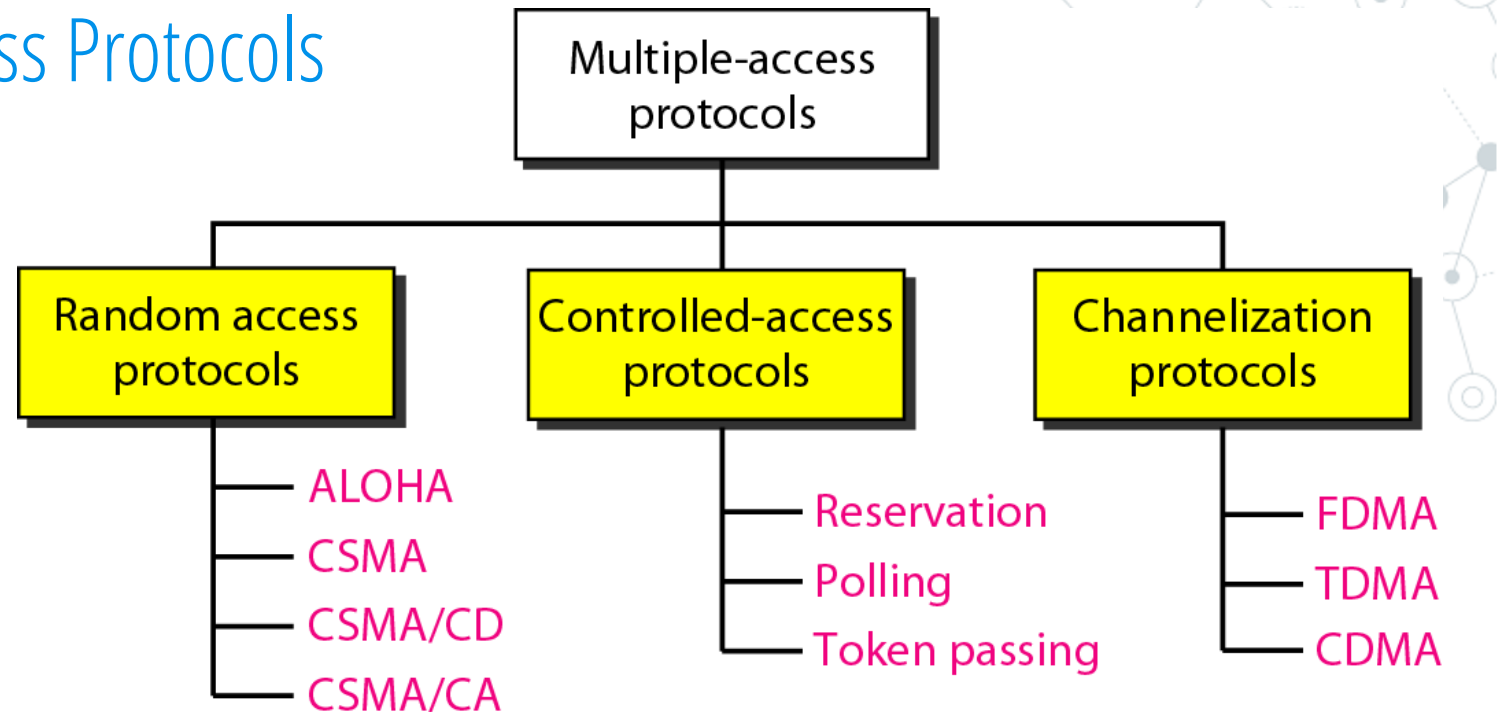 ss Protocols
Multiple-access
protocols
Random access
protocols
Controlled-access
protocols
Channelization
protocols
ALOHA
CSMA
CSMA/CD
CSMA/CA
Reservation
Polling
Token passing
FDMA
TDMA
CDMA